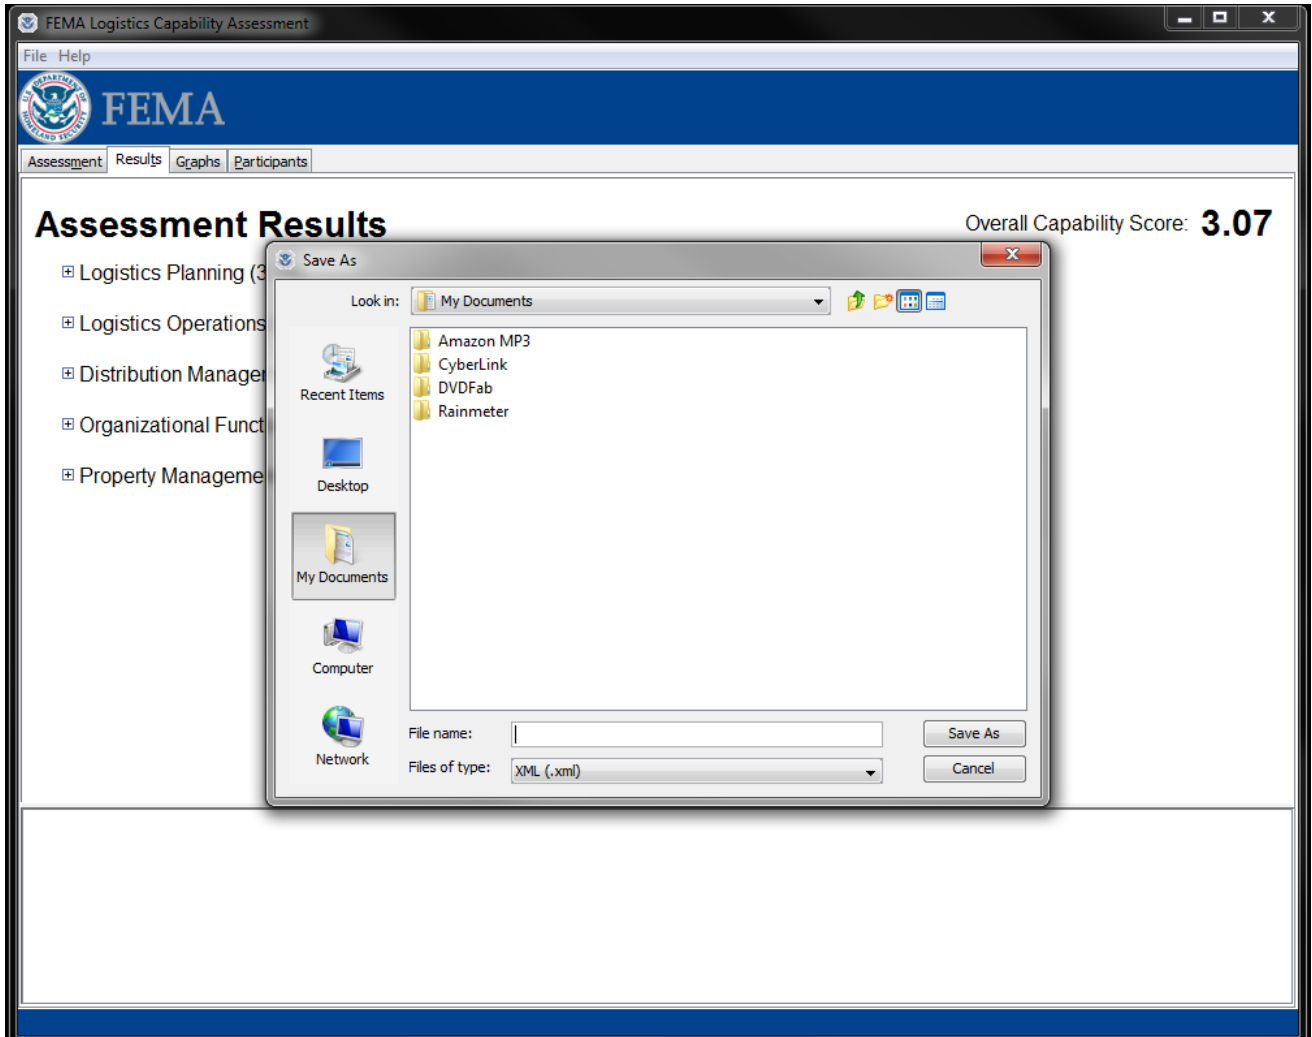 FEMA Logistics Capability Assessment
File Help
FEMA
Assessment Results Graphs Participants
Assessment Results
Overall Capability Score: 3.07
Logistics Planning (3
Logistics Operations
Distribution Manage
Organizational Funct
Property Manageme
Save As
Look in: My Documents
Amazon MP3
CyberLink
DVDFab
Rainmeter
Recent Items
Desktop
My Documents
Computer
Network
File name:
Save As
Files of type: XML (.xml)
Cancel